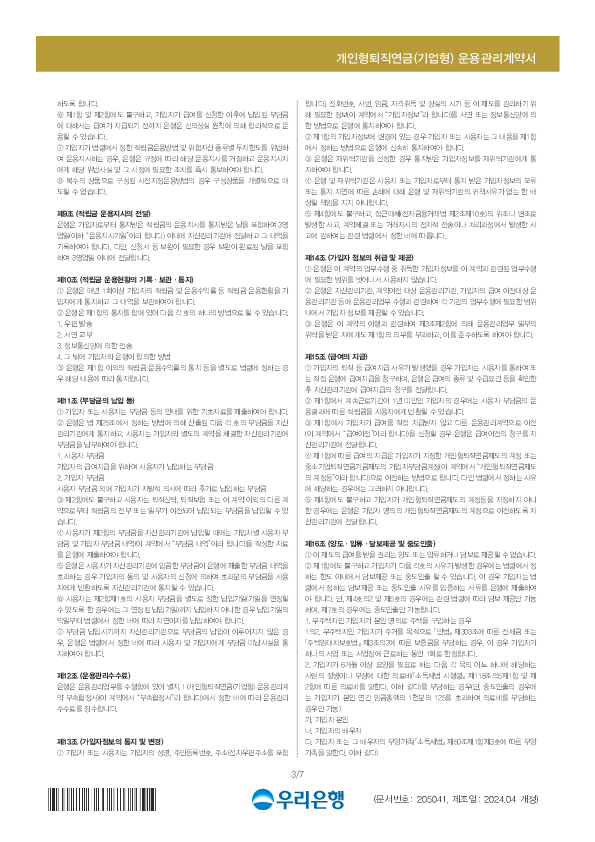 개인형퇴직연금(기업형) 운용관리계약서
하도록 합니다.
⑥ 제1항 및 제2항에도 불구하고, 가입자가 급여를 신청한 이후에 납입된 부담금
에 대해서는 급여가 지급되기 전까지 은행은 신의성실 원칙에 의해 합리적으로 운
용할 수 있습니다.
⑦ 가입자가 법령에서 정한 적립금운용방법 및 위험자산 종류별 투자한도를 위반하
여 운용지시하는 경우, 은행은 규정에 따라 해당 운용지시를 거절하고 운용지시자
에게 해당 위반사실 및 그 시정에 필요한 조치를 즉시 통보하여야 합니다.
⑧ 복수의 상품으로 구성된 사전지정운용방법의 경우 구성상품을 개별적으로 매
도할 수 없습니다.
제9조 (적립금 운용지시의 전달)
은행은 가입자로부터 통지받은 적립금의 운용지시를 통지받은 날을 포함하여 3영
업일(이하 “운용지시기일”이라 합니다) 이내에 자산관리기관에 전달하고 그 내역을
기록하여야 합니다. 다만, 신청서 등 보완이 필요한 경우 보완이 완료된 날을 포함
하여 3영업일 이내에 전달합니다.
제10조 (적립금 운용현황의 기록ㆍ보관ㆍ통지)
① 은행은 매년 1회이상 가입자의 적립금 및 운용수익률 등 적립금 운용현황을 가
입자에게 통지하고 그 내역을 보관하여야 합니다.
② 은행은 제1항의 통지를 함에 있어 다음 각 호의 하나의 방법으로 할 수 있습니다.
1. 우편 발송
2. 서면 교부
3. 정보통신망에 의한 전송
4. 그 밖에 가입자와 은행이 합의한 방법
③ 은행은 제1항 이외의 적립금 운용수익률의 통지 등을 별도로 법령에 정하는 경
우 해당 내용에 따라 통지합니다.
제11조 (부담금의 납입 등)
① 가입자 또는 사용자는 부담금 등의 안내를 위한 기초자료를 제출하여야 합니다.
② 은행은 법 제25조에서 정하는 방법에 의해 산출된 다음 각 호의 부담금을 자산
관리기관에게 통지하고, 사용자는 가입자와 별도의 계약을 체결한 자산관리기관에
부담금을 납부하여야 합니다.
1. 사용자 부담금
가입자의 급여지급을 위하여 사용자가 납입하는 부담금
2. 가입자 부담금
사용자 부담금 외에 가입자가 자발적 의사에 따라 추가로 납입하는 부담금
③ 제2항에도 불구하고 사용자는 퇴직신탁, 퇴직보험 또는 이 계약 이외의 다른 계
약으로부터 적립금의 전부 또는 일부가 이전되어 납입되는 부담금을 납입할 수 있
습니다.
④ 사용자가 제2항의 부담금을 자산관리기관에 납입할 때에는 가입자별 사용자 부
담금 및 가입자 부담금 내역(이 계약에서 “부담금 내역”이라 합니다)을 작성한 자료
를 은행에 제출하여야 합니다.
⑤ 은행은 사용자가 자산관리기관에 입금한 부담금이 은행에 제출한 부담금 내역을
초과하는 경우 가입자의 동의 및 사용자의 신청에 의하여 초과분의 부담금을 사용
자에게 반환하도록 자산관리기관에 통지할 수 있습니다.
⑥ 사용자는 제2항제1호의 사용자 부담금을 별도로 정한 납입기일(기일을 연장할
수 있도록 한 경우에는 그 연장된 납입기일)까지 납입하지 아니한 경우 납입기일의
익일부터 법령에서 정한 바에 따라 지연이자를 납입하여야 합니다.
⑦ 부담금 납입시기까지 자산관리기관으로 부담금의 납입이 이루어지지 않은 경
우, 은행은 법령에서 정한 바에 따라 사용자 및 가입자에게 부담금 미납사실을 통
지하여야 합니다.
제12조 (운용관리수수료)
은행은 운용관리업무를 수행함에 있어 별지.1 (개인형퇴직연금(기업형) 운용관리계
약 부속협정서(이 계약에서 “부속협정서”라 합니다))에서 정한 바에 따라 운용관리
수수료를 징수합니다.
제13조 (가입자정보의 통지 및 변경)
① 가입자 또는 사용자는 가입자의 성명, 주민등록번호, 주소(전자우편주소를 포함
합니다), 전화번호, 사번, 임금, 자격취득 및 상실의 시기 등 이 제도를 관리하기 위
해 필요한 정보(이 계약에서 “가입자정보”라 합니다)를 서면 또는 정보통신망에 의
한 방법으로 은행에 통지하여야 합니다.
② 제1항의 가입자정보에 변경이 있는 경우 가입자 또는 사용자는 그 내용을 제1항
에서 정하는 방법으로 은행에 신속히 통지하여야 합니다.
③ 은행은 재위탁기관을 선정한 경우 통지받은 가입자정보를 재위탁기관에게 통
지하여야 합니다.
④ 은행 및 재위탁기관은 사용자 또는 가입자로부터 통지 받은 가입자정보의 오류
또는 통지 지연에 따른 손해에 대해 은행 및 재위탁기관의 귀책사유가 없는 한 배
상할 책임을 지지 아니합니다.
⑤ 제4항에도 불구하고, 접근매체(전자금융거래법 제2조제10호)의 위조나 변조로
발생한 사고, 계약체결 또는 거래지시의 전자적 전송이나 처리과정에서 발생한 사
고에 관하여는 관련 법령에서 정한 바에 따릅니다.
제14조 (가입자 정보의 취급 및 제공)
① 은행은 이 계약의 업무수행 중 취득한 가입자정보를 이 계약과 관련된 업무수행
에 필요한 범위를 벗어나서 사용하지 않습니다.
② 은행은 자산관리기관, 계약이전 대상 운용관리기관, 가입자의 급여 이전대상 운
용관리기관 등에 운용관리업무 수행과 관련하여 각 기관의 업무수행에 필요한 범위
내에서 가입자 정보를 제공할 수 있습니다.
③ 은행은 이 계약의 이행과 관련하여 제3조제2항에 의해 운용관리업무 일부의
위탁을 받은 자에게도 제1항의 의무를 부과하고, 이를 준수하도록 하여야 합니다.
제15조 (급여의 지급)
① 가입자의 퇴직 등 급여지급 사유가 발생했을 경우 가입자는 사용자를 통하여 또
는 직접 은행에 급여지급을 청구하며, 은행은 급여의 종류 및 수급요건 등을 확인한
후 자산관리기관에 급여지급의 청구를 전달합니다.
② 제1항에서 계속근로기간이 1년 미만인 가입자의 경우에는 사용자 부담금의 운
용결과에 따른 적립금을 사용자에게 반환할 수 있습니다.
③ 제1항에서 가입자가 급여를 직접 지급받지 않고 다른 운용관리계약으로 이전
(이 계약에서 “급여이전”이라 합니다)을 신청할 경우 은행은 급여이전의 청구를 자
산관리기관에 전달합니다.
④ 제1항에 따른 급여의 지급은 가입자가 지정한 개인형퇴직연금제도의 계정 또는
중소기업퇴직연금기금제도의 가입자부담금계정(이 계약에서 “개인형퇴직연금제도
의 계정등”이라 합니다)으로 이전하는 방법으로 합니다. 다만 법령에서 정하는 사유
에 해당하는 경우에는 그러하지 아니합니다.
⑤ 제4항에도 불구하고 가입자가 개인형퇴직연금제도의 계정등을 지정하지 아니
한 경우에는 은행은 가입자 명의의 개인형퇴직연금제도의 계정으로 이전하도록 자
산관리기관에 전달합니다.
제16조 (양도ㆍ압류ㆍ담보제공 및 중도인출)
① 이 제도의 급여를 받을 권리는 양도 또는 압류하거나 담보로 제공할 수 없습니다.
② 제1항에도 불구하고 가입자가 다음 각호의 사유가 발생한 경우에는 법령에서 정
하는 한도 이내에서 담보제공 또는 중도인출 할 수 있습니다. 이 경우 가입자는 법
령에서 정하는 담보제공 또는 중도인출 사유를 입증하는 서류를 은행에 제출하여
야 합니다. 단, 제4호의2 및 제5호의 경우에는 관련 법령에 따라 담보 제공만 가능
하며, 제7호의 경우에는 중도인출만 가능합니다.
1. 무주택자인 가입자가 본인 명의로 주택을 구입하는 경우
1의2. 무주택자인 가입자가 주거를 목적으로 「민법」 제303조에 따른 전세금 또는
「주택임대차보호법」 제3조의2에 따른 보증금을 부담하는 경우. 이 경우 가입자가
하나의 사업 또는 사업장에 근로하는 동안 1회로 한정합니다.
2. 가입자가 6개월 이상 요양을 필요로 하는 다음 각 목의 어느 하나에 해당하는
사람의 질병이나 부상에 대한 의료비(「소득세법 시행령」 제118조의5제1항 및 제
2항에 따른 의료비를 말한다. 이하 같다)를 부담하는 경우(단, 중도인출의 경우에
는 가입자가 본인 연간 임금총액의 1천분의 125를 초과하여 의료비를 부담하는
경우만 가능)
가. 가입자 본인
나. 가입자의 배우자
다. 가입자 또는 그 배우자의 부양가족(「소득세법」 제50조제1항제3호에 따른 부양
가족을 말한다. 이하 같다)
3/7
우리은행
(문서번호 : 205041, 제조일 : 2024.04 개정)